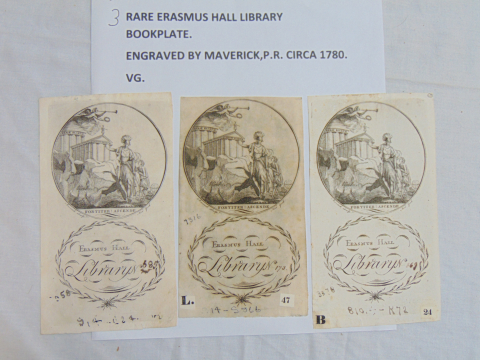 3 RARE ERASMUS HALL LIBRARY
BOOKPLATE.
ENGRAVED BY MAVERICK,P.R. CIRCA 1780.
VG.
FORTITER ASCENDE
ERASMUS HALL
Library
FORTITER ASCENDE
ERASMUS HALL
Library
L. 47
FORTITER ASCENDE
ERASMUS HALL
Library
B 24